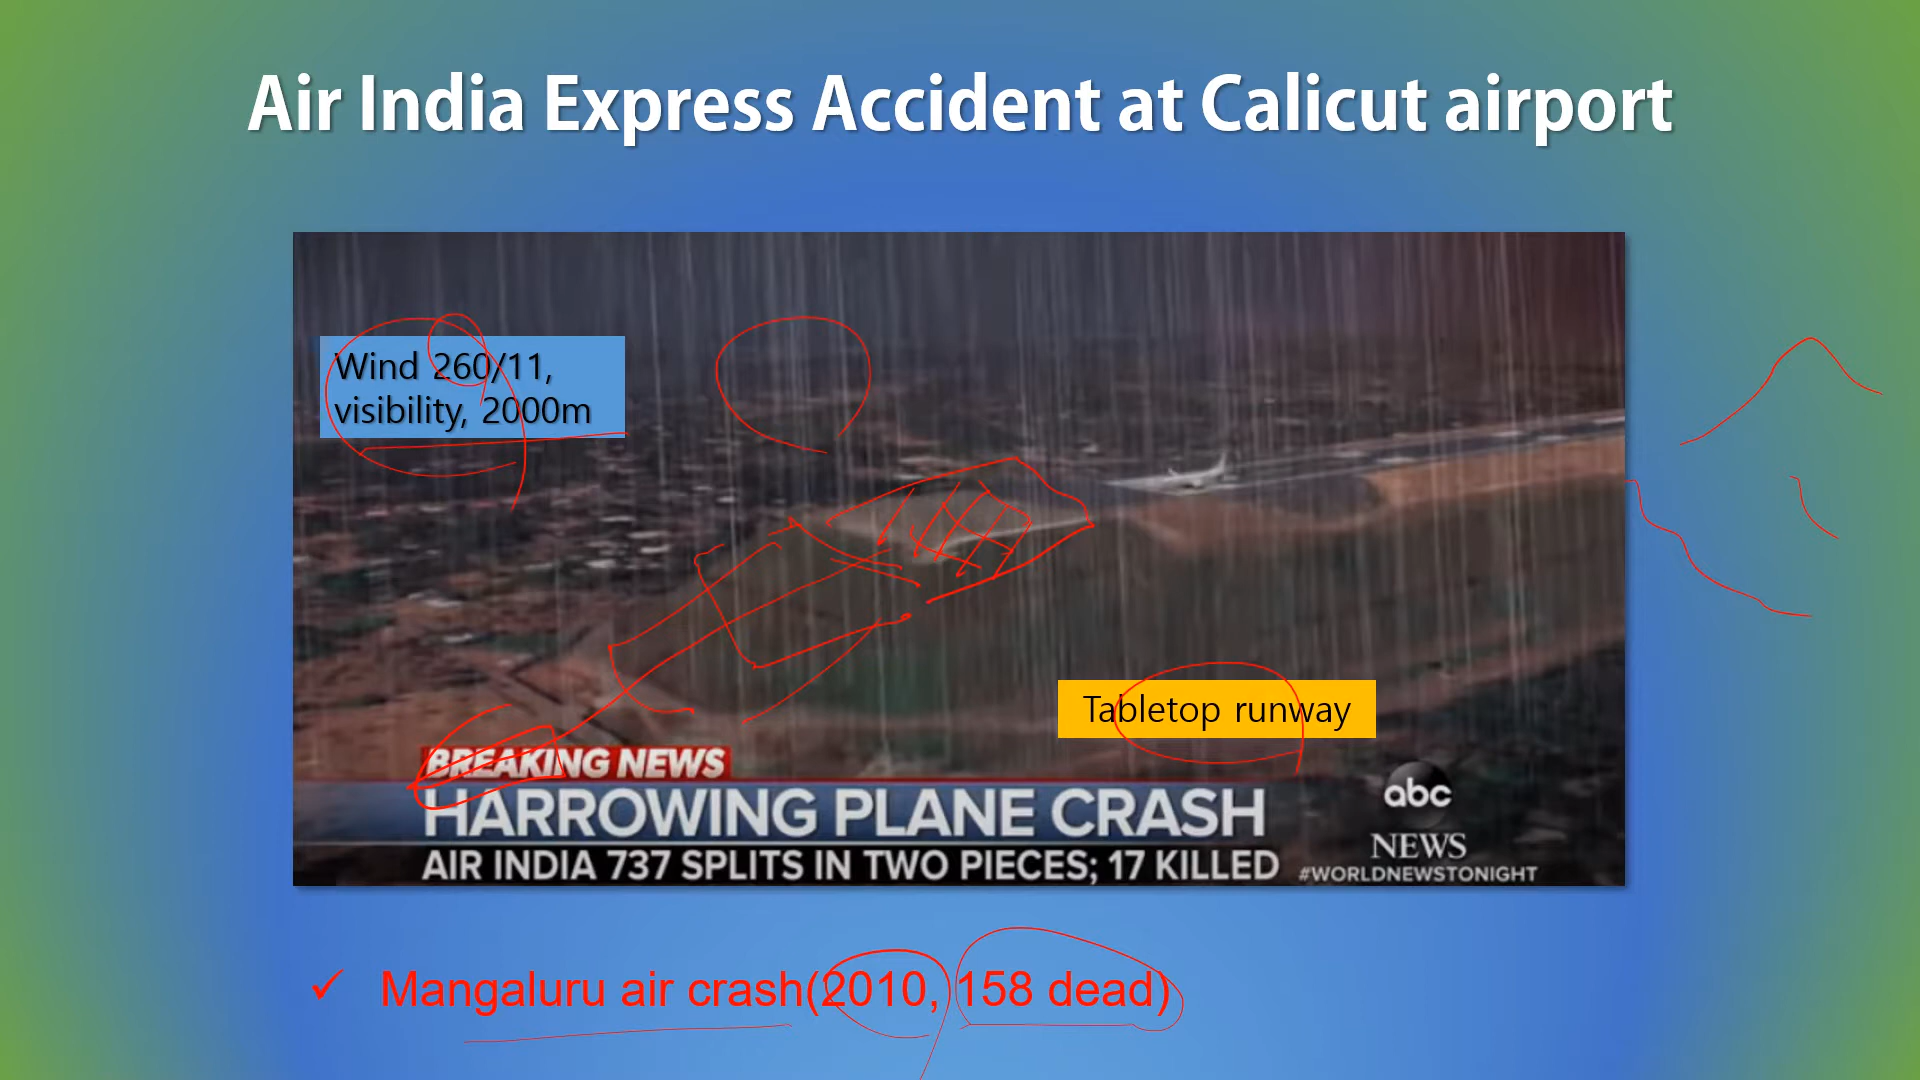 Air India Express Accident at Calicut airport
Wind 260/11,
visibility, 2000m
Tabletop runway
BREAKING NEWS
HARROWING PLANE CRASH
AIR INDIA 737 SPLITS IN TWO PIECES; 17 KILLED
abc
NEWS
#WORLDNEWSTONIGHT
✓ Mangaluru air crash(2010, 158 dead)